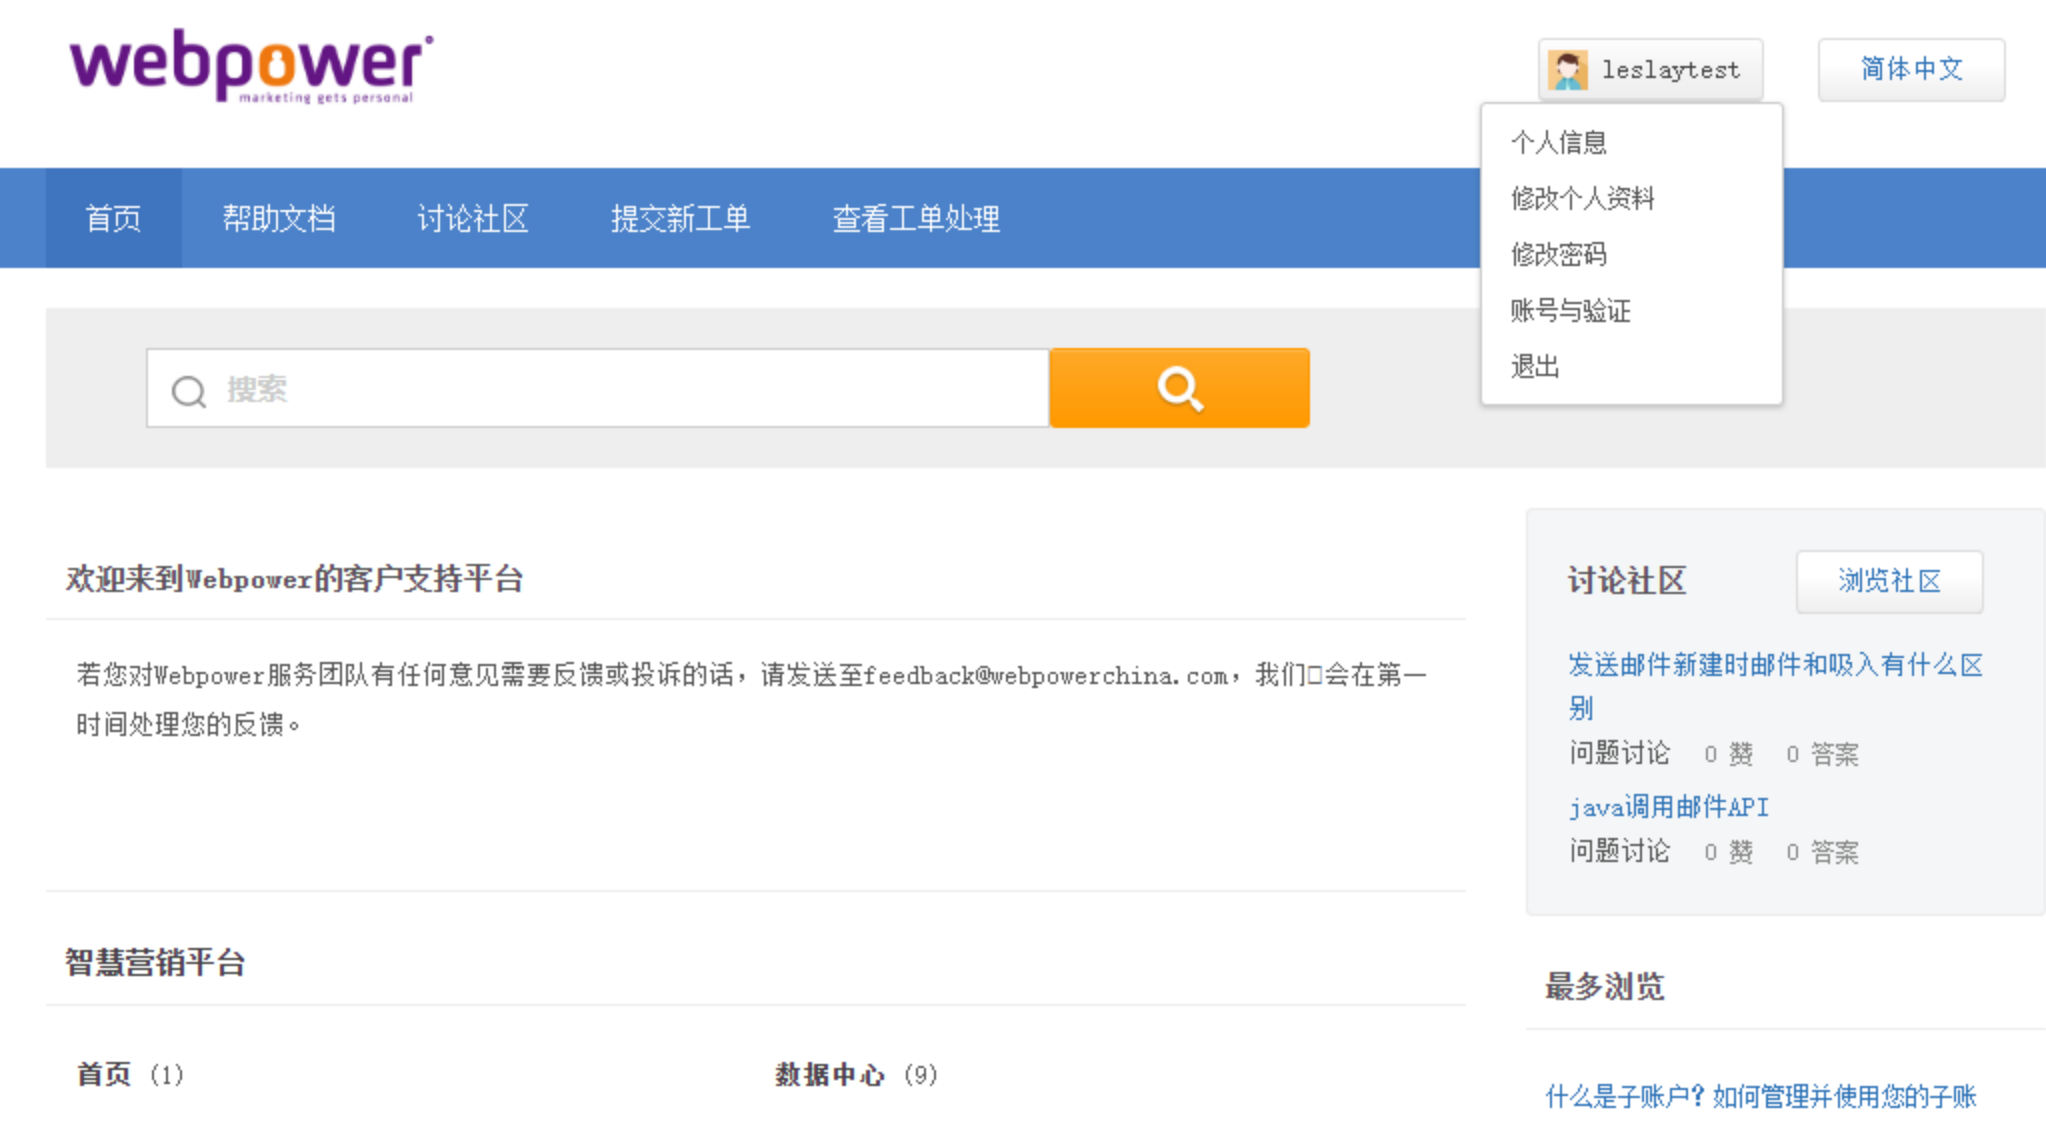 webpower
marketing gets personal
leslaytest
简体中文
个人信息
修改个人资料
修改密码
账号与验证
退出
首页 帮助文档 讨论社区 提交新工单 查看工单处理
搜索
欢迎来到Webpower的客户支持平台
若您对Webpower服务团队有任何意见需要反馈或投诉的话，请发送至feedback@webpowerchina.com，我们□会在第一
时间处理您的反馈。
智慧营销平台
首页 (1)
数据中心 (9)
讨论社区
浏览社区
发送邮件新建时邮件和吸入有什么区
别
问题讨论 0 赞 0 答案
java调用邮件API
问题讨论 0 赞 0 答案
最多浏览
什么是子账户？如何管理并使用您的子账